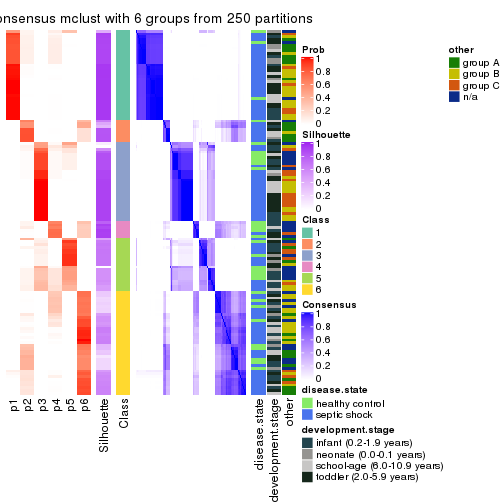 onsensus mclust with 6 groups from 250 partitions
Prob
1
0.8
0.6
0.4
0.2
0
Silhouette
1
0.8
0.6
0.4
0.2
0
Class
1
2
3
4
5
6
Consensus
1
0.8
0.6
0.4
0.2
0
disease.state
healthy control
septic shock
development.stage
infant (0.2-1.9 years)
neonate (0.0-0.1 years)
school-age (6.0-10.9 years)
toddler (2.0-5.9 years)
other
group A
group B
group C
n/a
p1
p2
p3
p4
p5
p6
Silhouette
Class
disease.state
development.stage
other